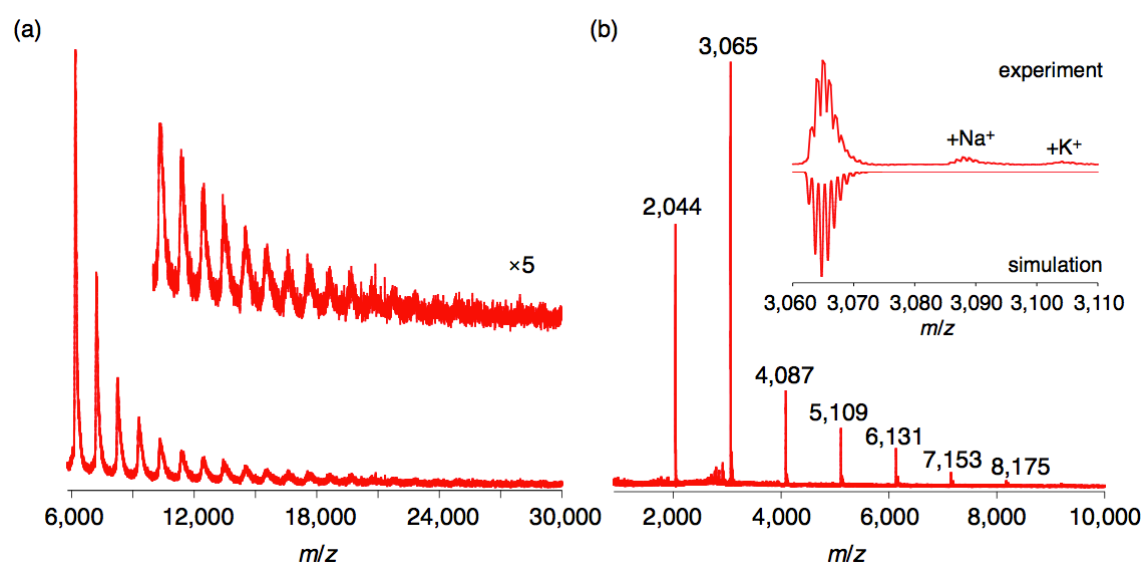 (a)
×5
6,000 12,000 18,000 24,000 30,000
m/z
(b)
3,065
2,044
4,087
5,109
6,131
7,153
8,175
experiment
+Na⁺
+K⁺
simulation
3,060 3,070 3,080 3,090 3,100 3,110
m/z
2,000 4,000 6,000 8,000 10,000
m/z